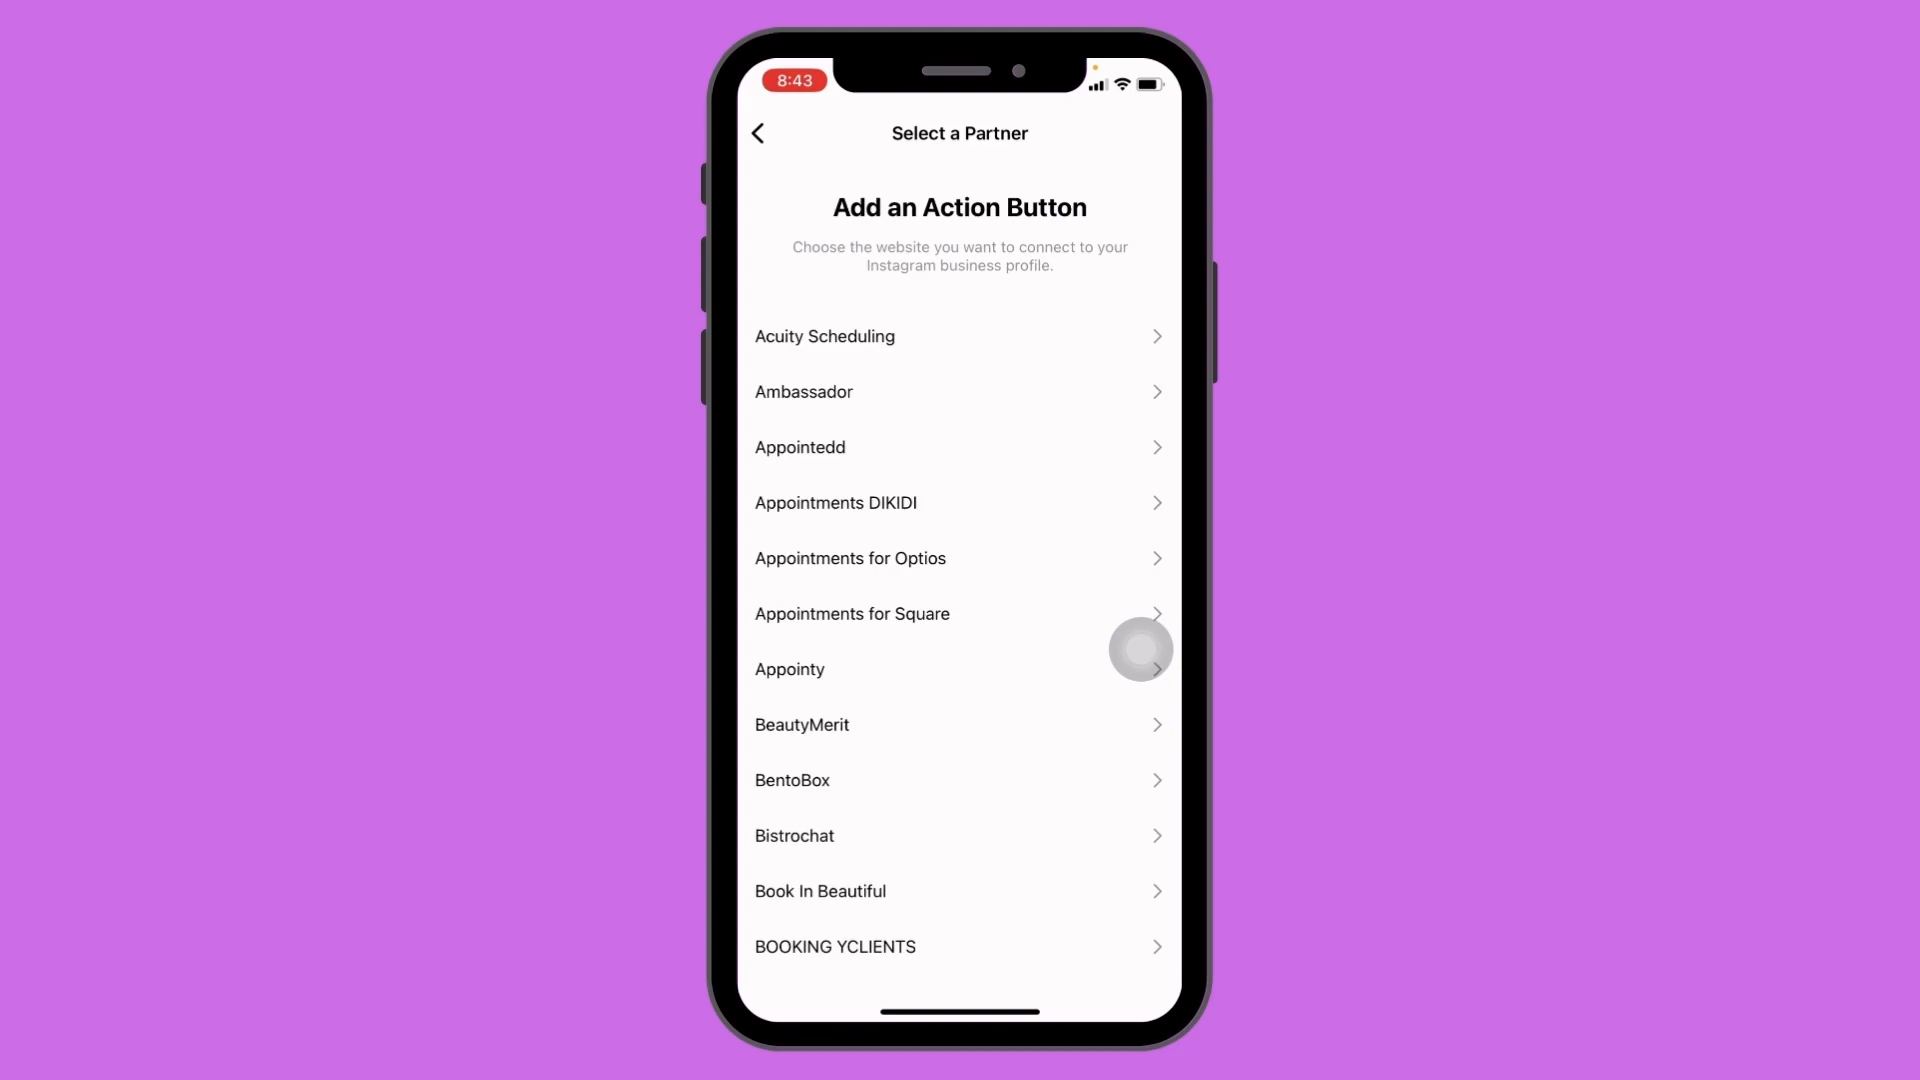 8:43
Select a Partner
Add an Action Button
Choose the website you want to connect to your
Instagram business profile.
Acuity Scheduling
Ambassador
Appointedd
Appointments DIKIDI
Appointments for Optios
Appointments for Square
Appointy
BeautyMerit
BentoBox
Bistrochat
Book In Beautiful
BOOKING YCLIENTS